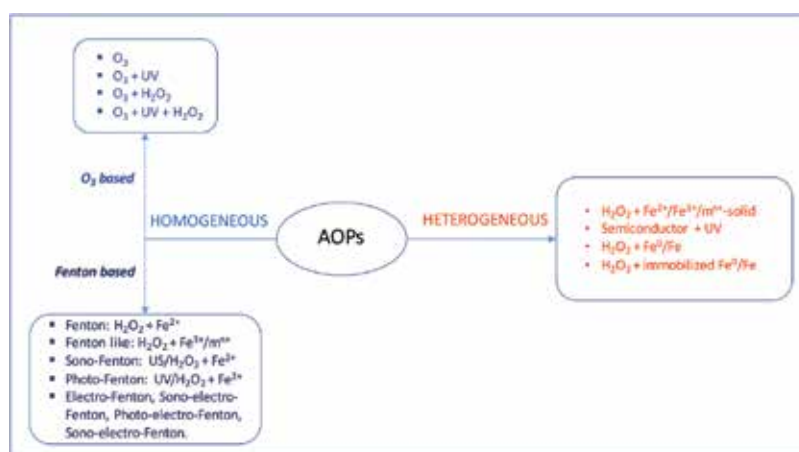 ▪ O₃
▪ O₃ + UV
▪ O₃ + H₂O₂
▪ O₃ + UV + H₂O₂
O₃ based
HOMOGENEOUS
AOPs
HETEROGENEOUS
• H₂O₂ + Fe²⁺/Fe³⁺/mⁿ⁺-solid
• Semiconductor + UV
• H₂O₂ + Fe⁰/Fe
• H₂O₂ + immobilized Fe⁰/Fe
Fenton based
▪ Fenton: H₂O₂ + Fe²⁺
▪ Fenton like: H₂O₂ + Fe³⁺/mⁿ⁺
▪ Sono-Fenton: US/H₂O₂ + Fe²⁺
▪ Photo-Fenton: UV/H₂O₂ + Fe²⁺
▪ Electro-Fenton, Sono-electro-
Fenton, Photo-electro-Fenton,
Sono-electro-Fenton.